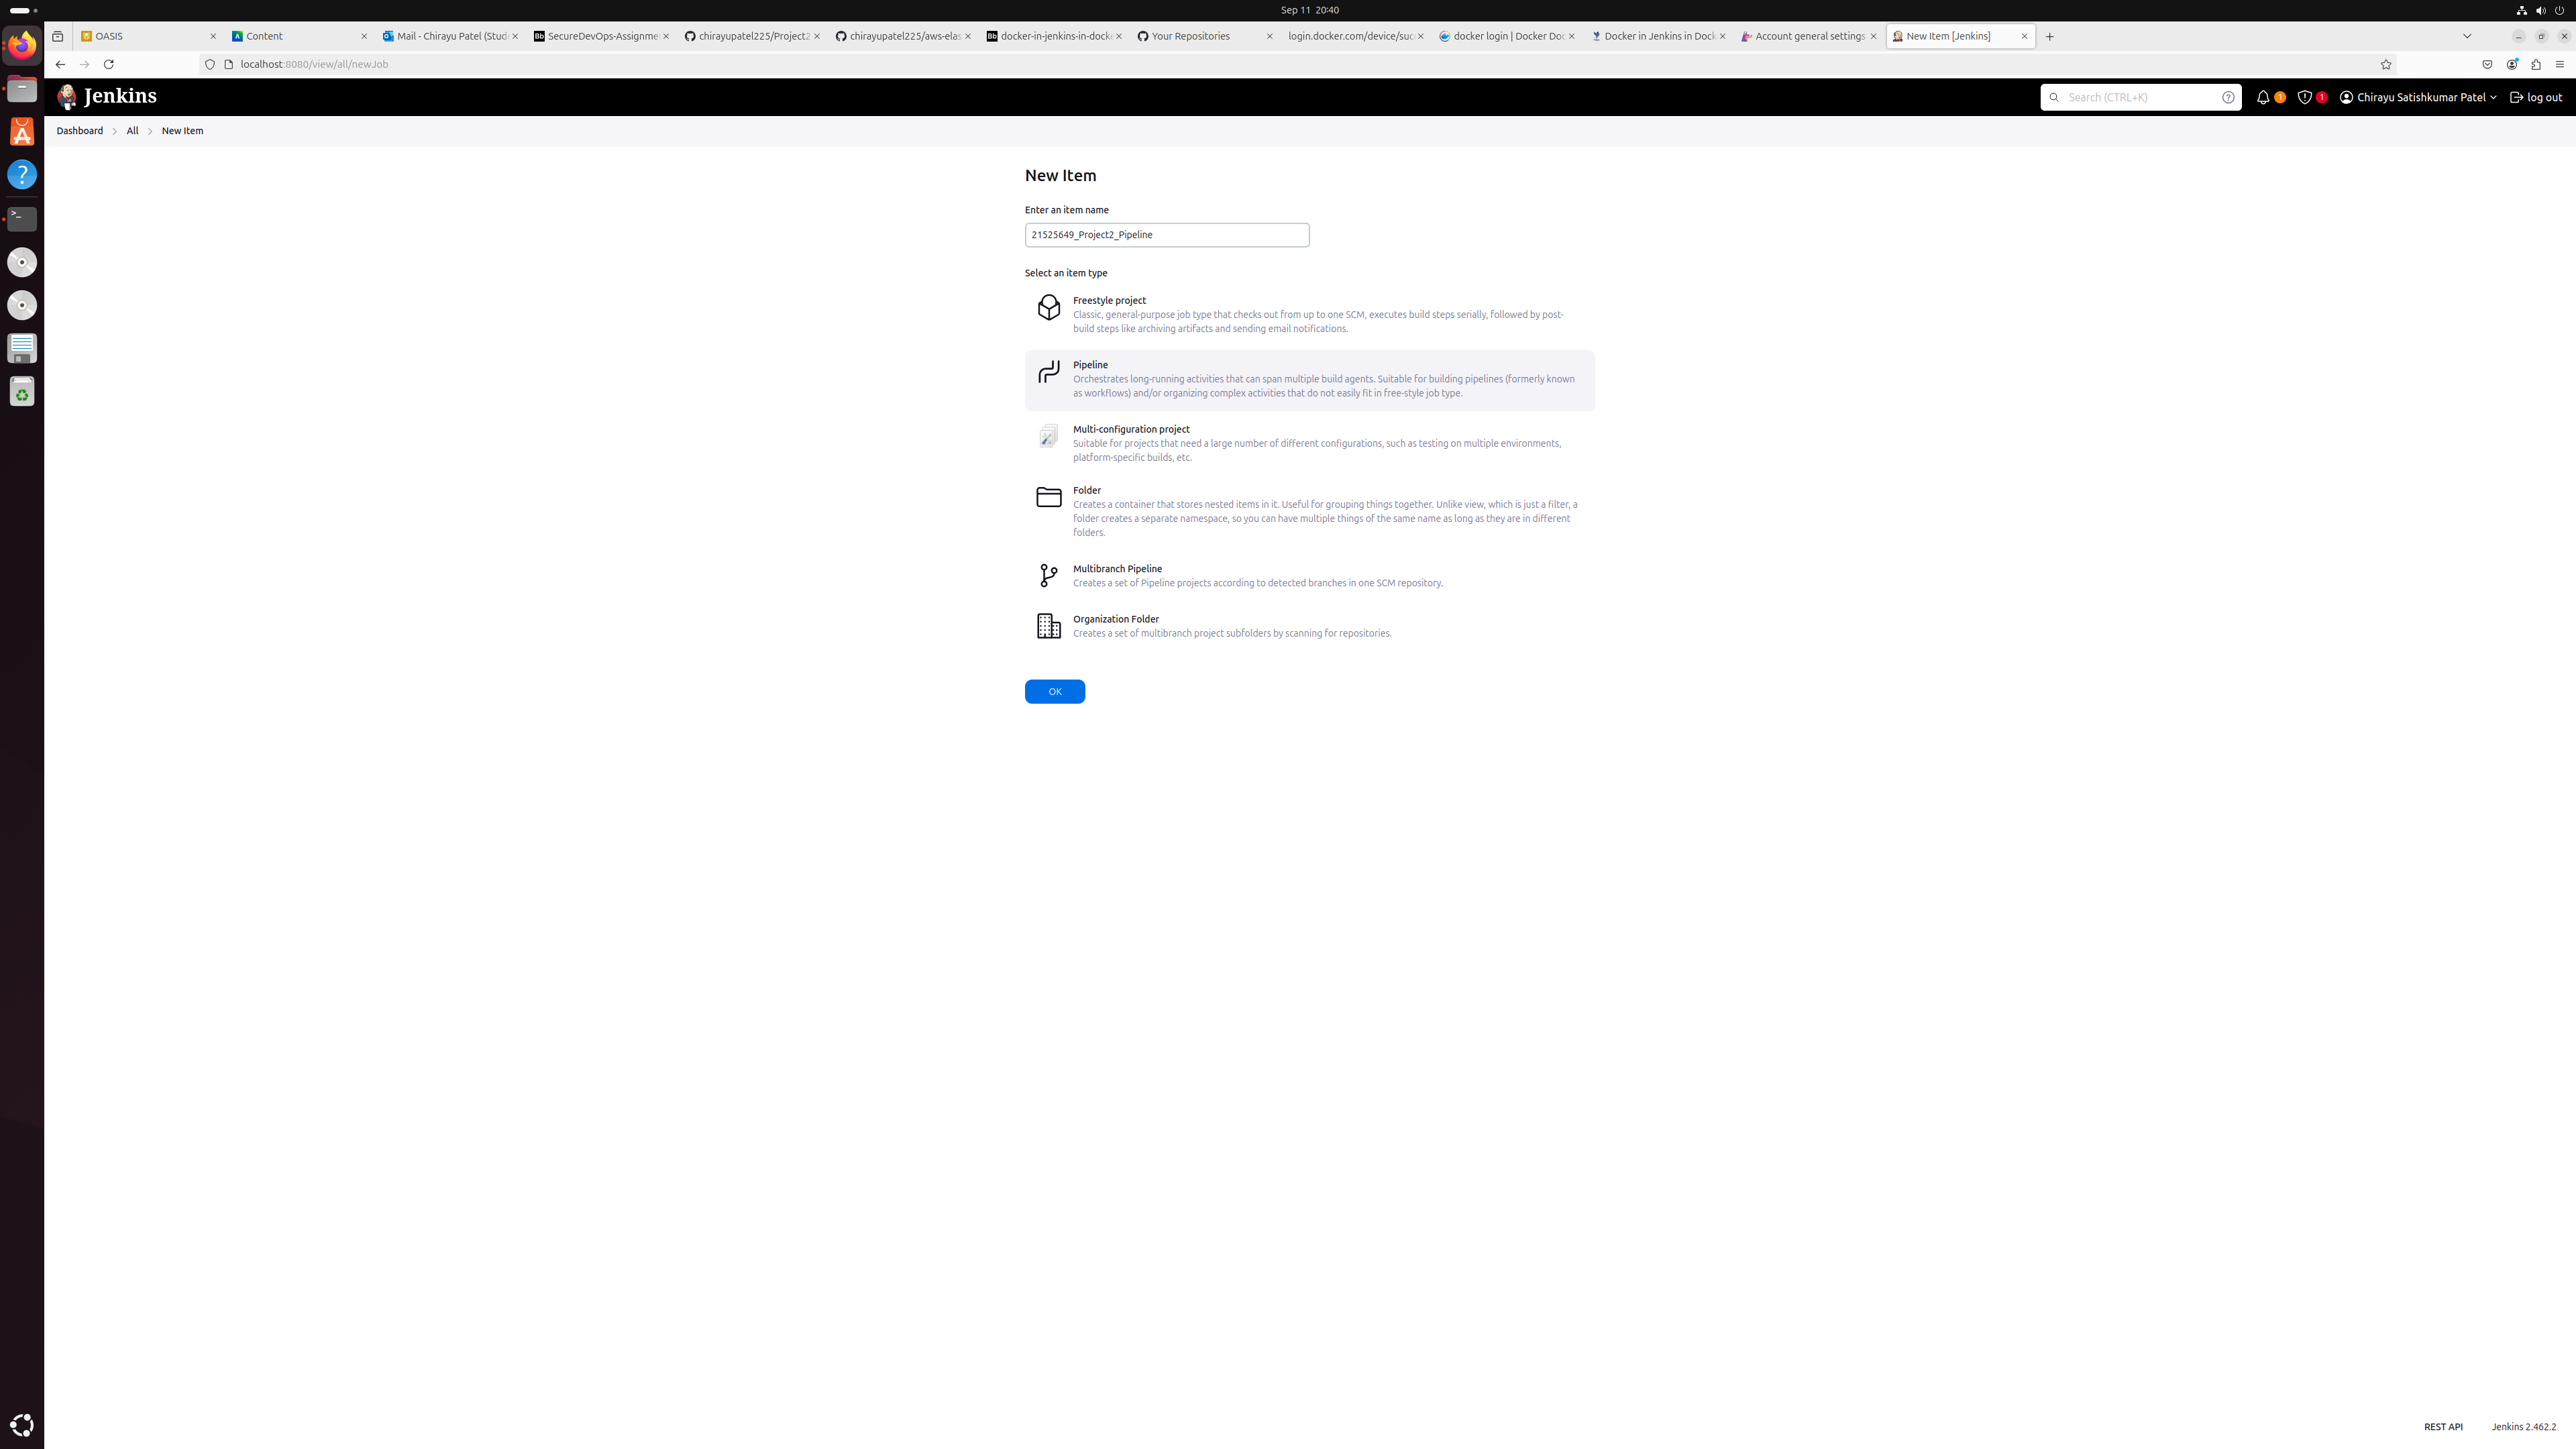 Sep 11 20:40
OASIS
Content
Mail - Chirayu Patel (Stud
SecureDevOps-Assignme
chirayupatel225/Project2
chirayupatel225/aws-elas
docker-in-jenkins-in-docke
Your Repositories
login.docker.com/device/suc
docker login | Docker Doc
Docker in Jenkins in Dock
Account general settings
New Item [Jenkins]
localhost:8080/view/all/newJob
Jenkins
Search (CTRL+K)
1
1
Chirayu Satishkumar Patel
log out
Dashboard
All
New Item
New Item
Enter an item name
21525649_Project2_Pipeline
Select an item type
Freestyle project
Classic, general-purpose job type that checks out from up to one SCM, executes build steps serially, followed by post-
build steps like archiving artifacts and sending email notifications.
Pipeline
Orchestrates long-running activities that can span multiple build agents. Suitable for building pipelines (formerly known
as workflows) and/or organizing complex activities that do not easily fit in free-style job type.
Multi-configuration project
Suitable for projects that need a large number of different configurations, such as testing on multiple environments,
platform-specific builds, etc.
Folder
Creates a container that stores nested items in it. Useful for grouping things together. Unlike view, which is just a filter, a
folder creates a separate namespace, so you can have multiple things of the same name as long as they are in different
folders.
Multibranch Pipeline
Creates a set of Pipeline projects according to detected branches in one SCM repository.
Organization Folder
Creates a set of multibranch project subfolders by scanning for repositories.
OK
REST API
Jenkins 2.462.2